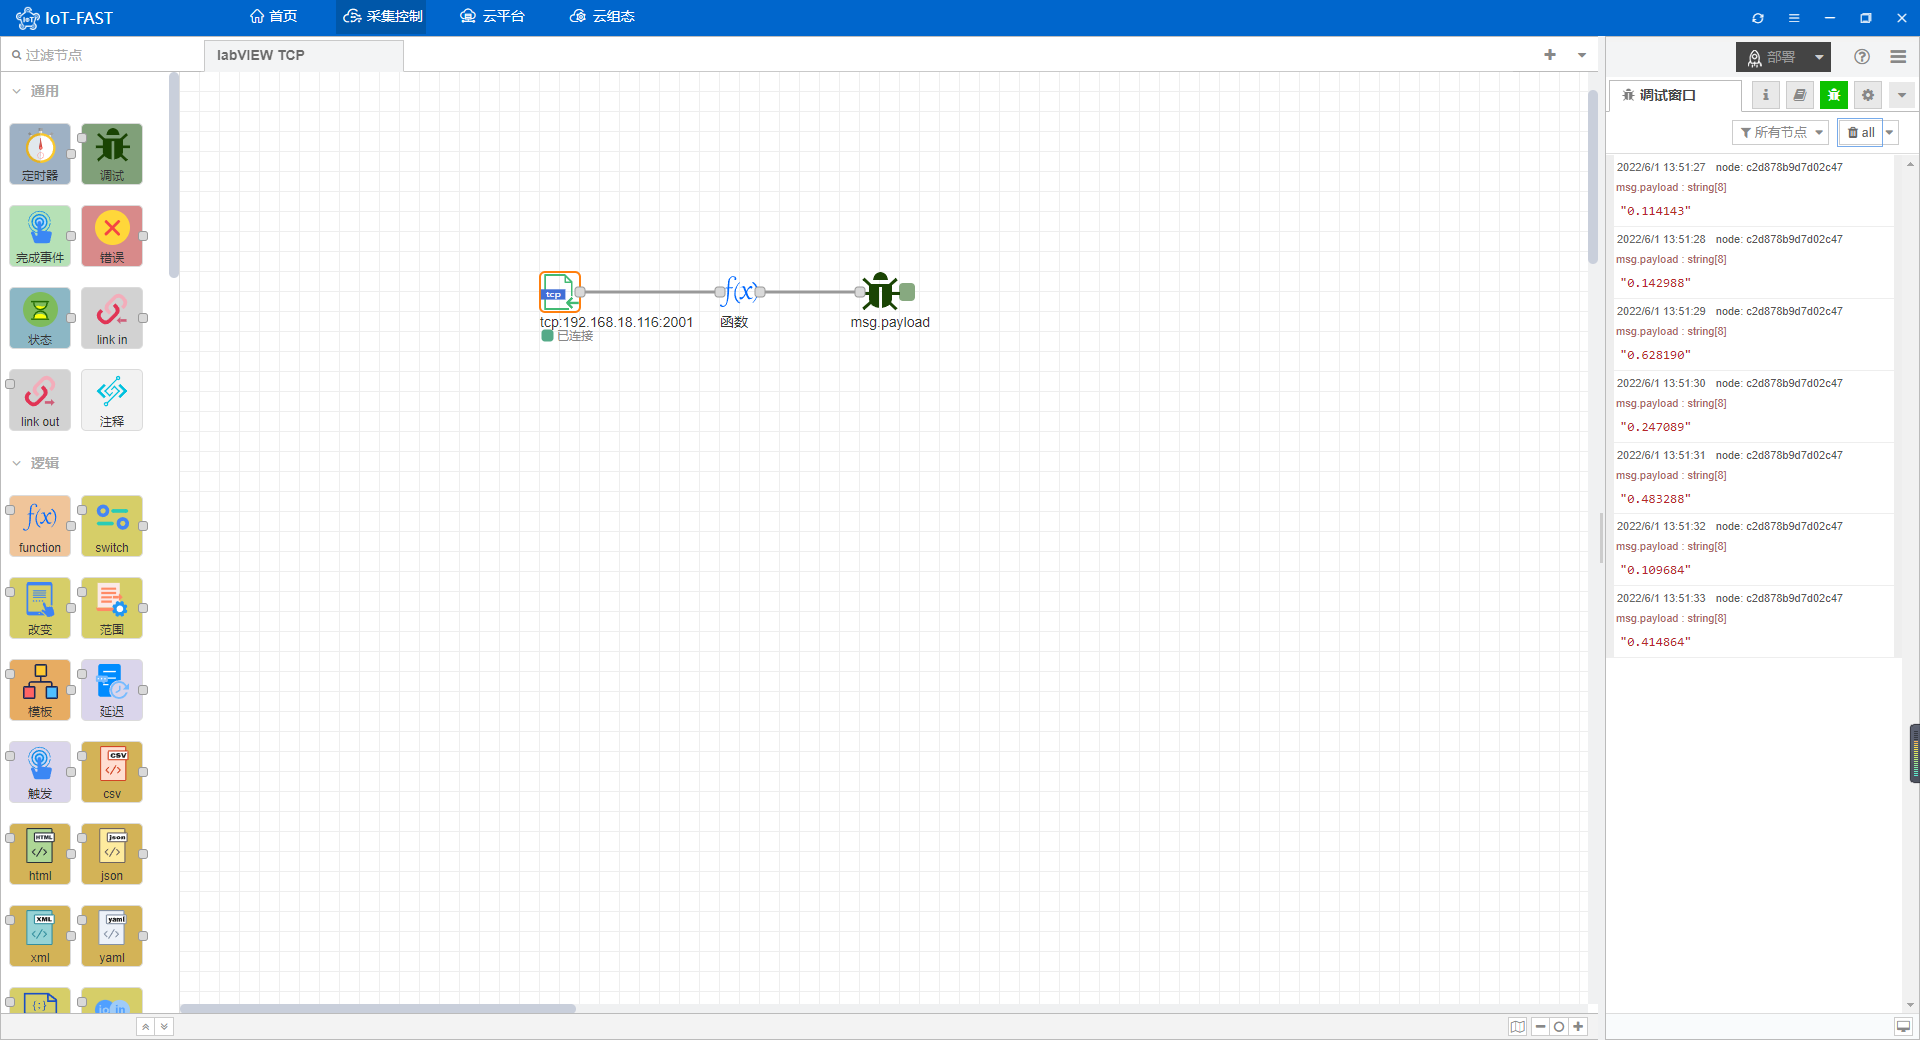 IoT-FAST
首页
采集控制
云平台
云组态
过滤节点
labVIEW TCP
部署
通用
定时器
调试
完成事件
错误
状态
link in
link out
注释
逻辑
f(x)
function
switch
改变
范围
模板
延迟
触发
CSV
csv
HTML
html
json
json
XML
xml
yaml
yaml
tcp
tcp:192.168.18.116:2001
已连接
f(x)
函数
msg.payload
调试窗口
所有节点
all
2022/6/1 13:51:27 node: c2d878b9d7d02c47
msg.payload : string[8]
"0.114143"
2022/6/1 13:51:28 node: c2d878b9d7d02c47
msg.payload : string[8]
"0.142988"
2022/6/1 13:51:29 node: c2d878b9d7d02c47
msg.payload : string[8]
"0.628190"
2022/6/1 13:51:30 node: c2d878b9d7d02c47
msg.payload : string[8]
"0.247089"
2022/6/1 13:51:31 node: c2d878b9d7d02c47
msg.payload : string[8]
"0.483288"
2022/6/1 13:51:32 node: c2d878b9d7d02c47
msg.payload : string[8]
"0.109684"
2022/6/1 13:51:33 node: c2d878b9d7d02c47
msg.payload : string[8]
"0.414864"